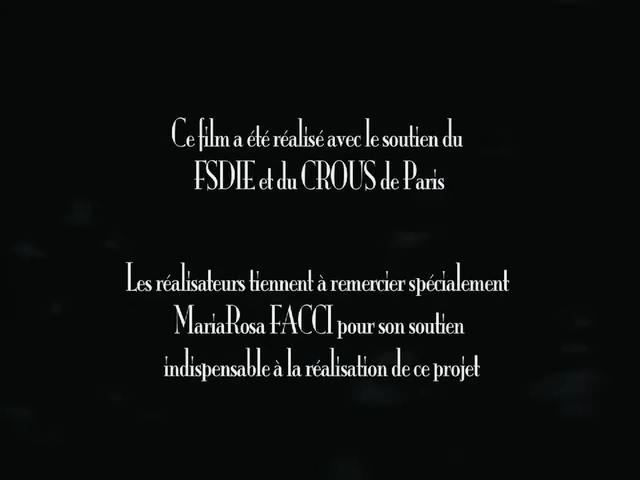 Ce film a été réalisé avec le soutien du
FSDIE et du CROUS de Paris
Les réalisateurs tiennent à remercier spécialement
MariaRosa FACCI pour son soutien
indispensable à la réalisation de ce projet